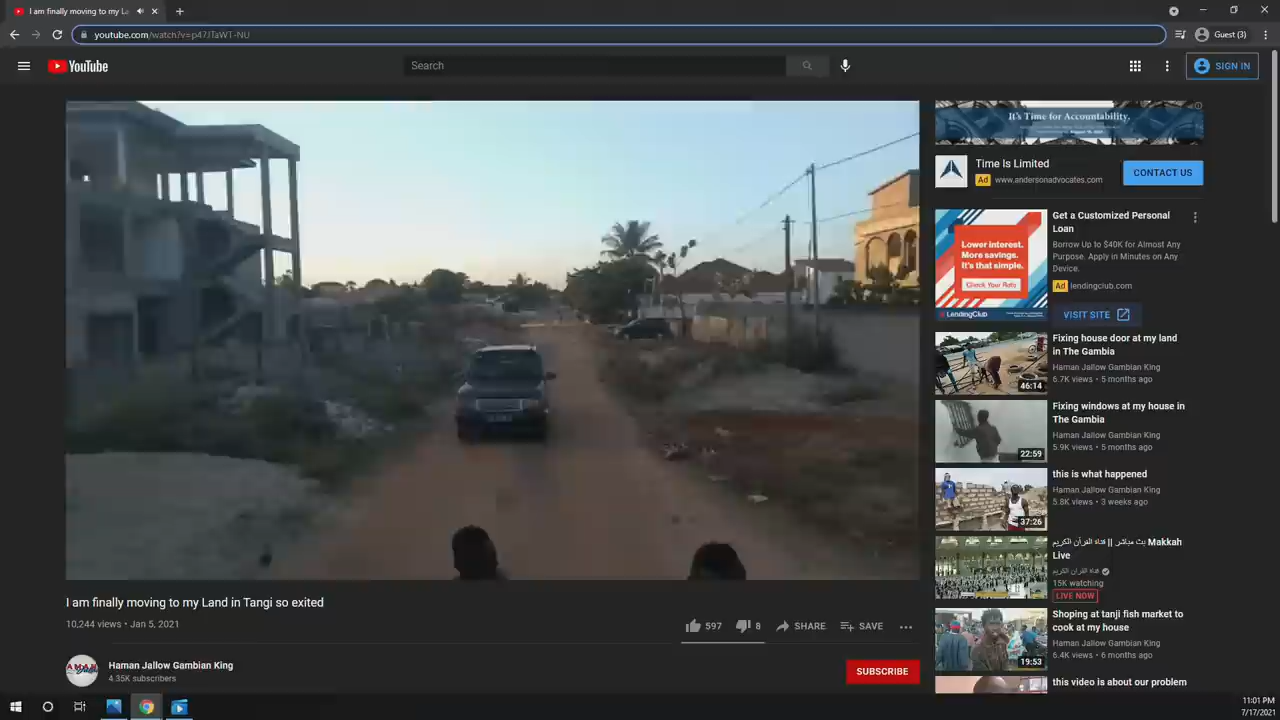 I am finally moving to my La
youtube.com/watch?v=p47JTaWT-NU
Guest (3)
YouTube
Search
SIGN IN
It's Time for Accountability.
Time Is Limited
Ad www.andersonadvocates.com
CONTACT US
Lower interest.
More savings.
It's that simple.
Check Your Rate
LendingClub
Get a Customized Personal
Loan
Borrow Up to $40K for Almost Any
Purpose. Apply in Minutes on Any
Device.
Ad lendingclub.com
VISIT SITE
46:14
Fixing house door at my land
in The Gambia
Haman Jallow Gambian King
6.7K views • 5 months ago
22:59
Fixing windows at my house in
The Gambia
Haman Jallow Gambian King
5.9K views • 5 months ago
37:26
this is what happened
Haman Jallow Gambian King
5.8K views • 3 weeks ago
بث مباشر || قناة القرآن الكريم Makkah
Live
قناة القرآن الكريم
15K watching
LIVE NOW
19:53
Shoping at tanji fish market to
cook at my house
Haman Jallow Gambian King
6.4K views • 6 months ago
this video is about our problem
I am finally moving to my Land in Tangi so exited
10,244 views • Jan 5, 2021
597
8
SHARE
SAVE
Haman Jallow Gambian King
4.35K subscribers
SUBSCRIBE
11:01 PM
7/17/2021